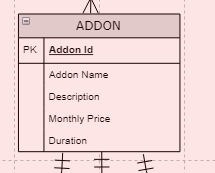 ADDON
PK Addon Id
Addon Name
Description
Monthly Price
Duration